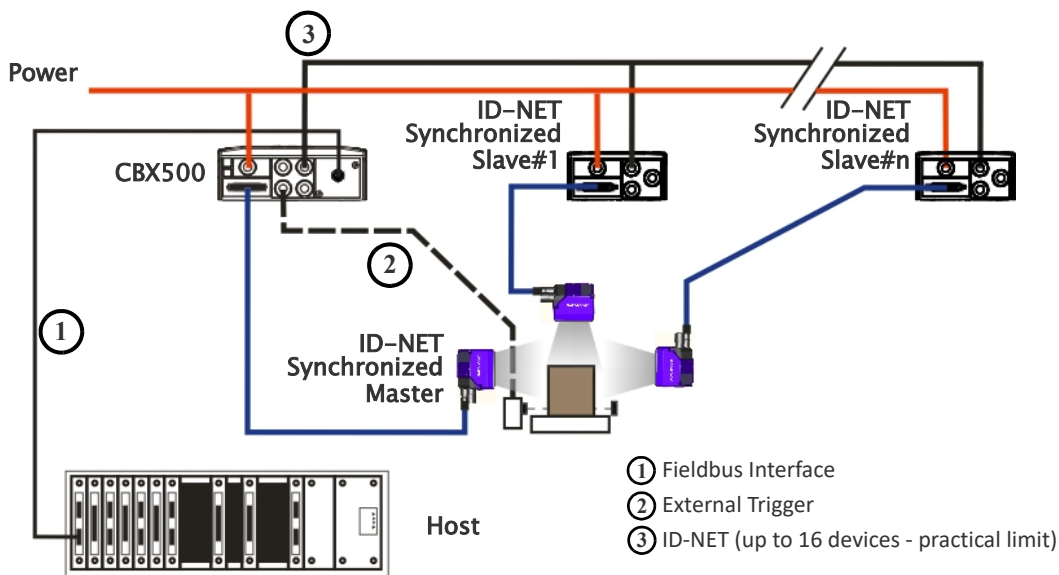 3
Power
ID-NET
Synchronized
Slave#1
ID-NET
Synchronized
Slave#n
CBX500
2
1
ID-NET
Synchronized
Master
Host
1 Fieldbus Interface
2 External Trigger
3 ID-NET (up to 16 devices - practical limit)